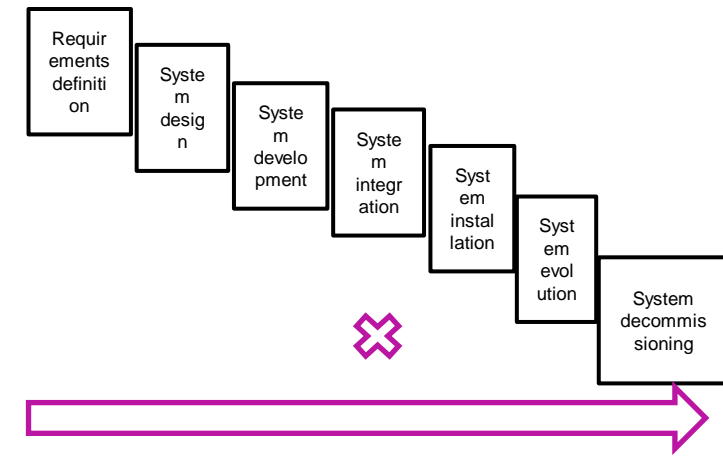 Requir
ements
definiti
on
Syste
m
desig
n
Syste
m
develo
pment
Syste
m
integr
ation
Syst
em
instal
lation
Syst
em
evol
ution
System
decommis
sioning